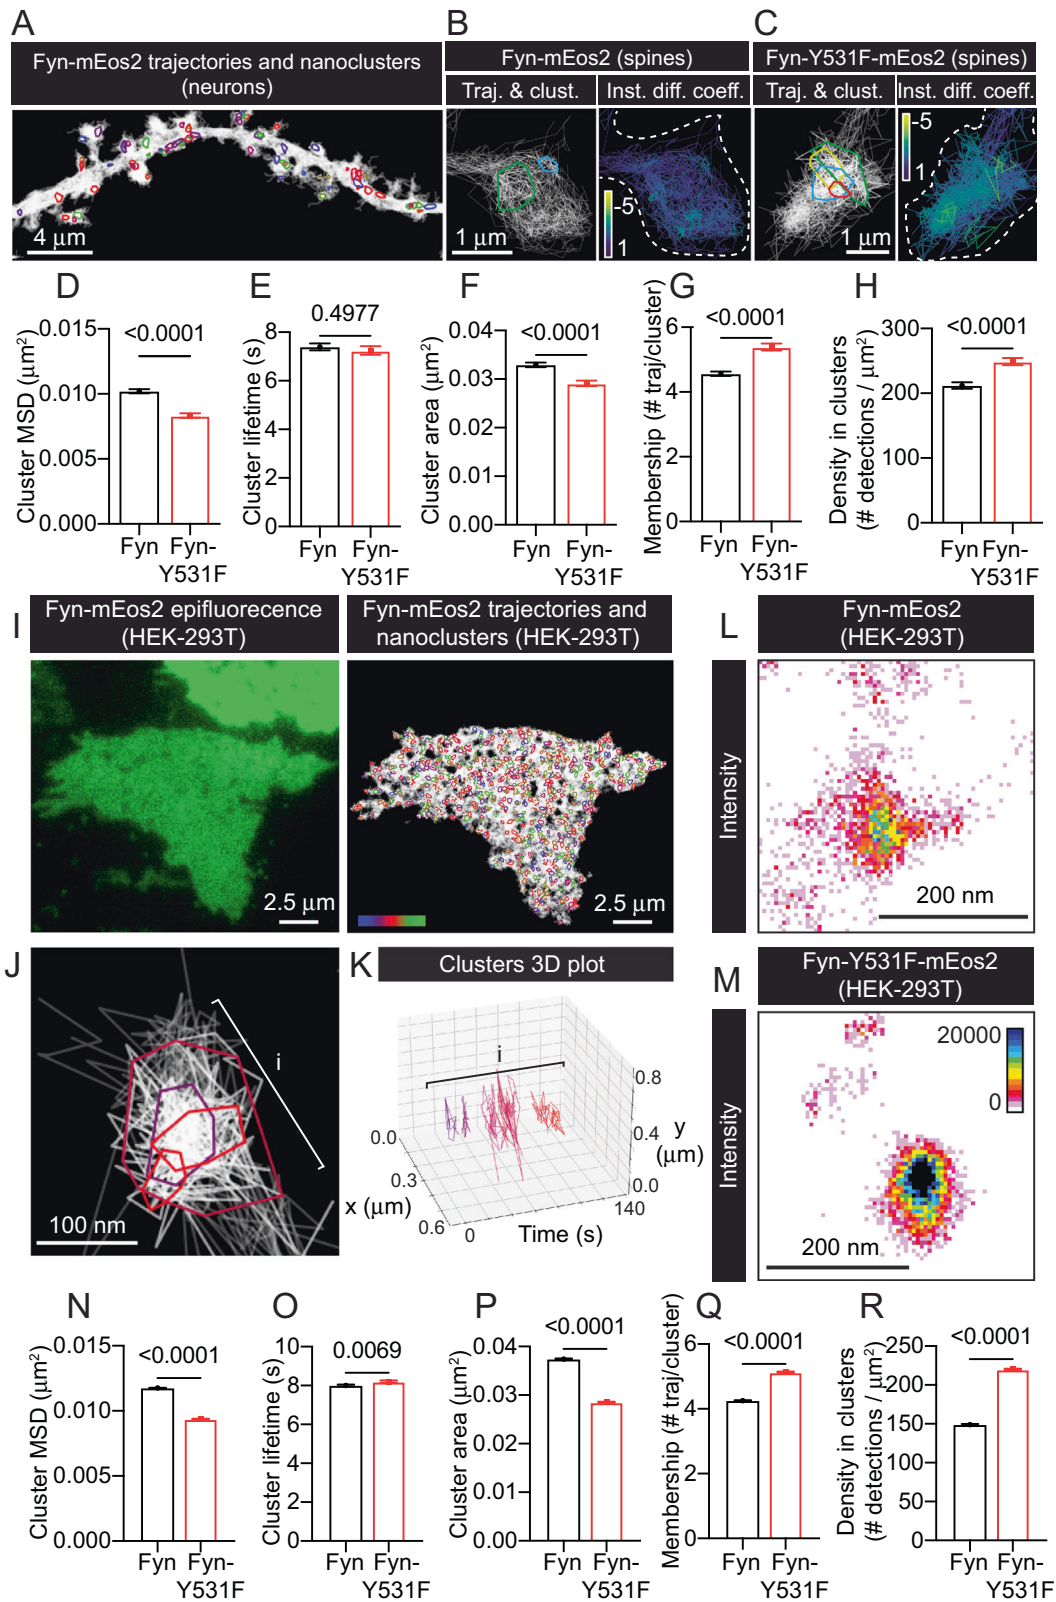 A
Fyn-mEos2 trajectories and nanoclusters
(neurons)
4 μm
B
Fyn-mEos2 (spines)
Traj. & clust.
Inst. diff. coeff.
1 μm
-5
1
C
Fyn-Y531F-mEos2 (spines)
Traj. & clust.
Inst. diff. coeff.
1 μm
-5
1
D
Cluster MSD (μm²)
0.015
0.010
0.005
0.000
<0.0001
Fyn
Fyn-
Y531F
E
Cluster lifetime (s)
8
6
4
2
0
0.4977
Fyn
Fyn-
Y531F
F
Cluster area (μm²)
0.04
0.03
0.02
0.01
0.00
<0.0001
Fyn
Fyn-
Y531F
G
Membership (# traj/cluster)
6
4
2
0
<0.0001
Fyn
Fyn-
Y531F
H
Density in clusters
(# detections / μm²)
300
200
100
0
<0.0001
Fyn
Fyn-
Y531F
I
Fyn-mEos2 epifluorecence
(HEK-293T)
2.5 μm
Fyn-mEos2 trajectories and
nanoclusters (HEK-293T)
2.5 μm
J
i
100 nm
K
Clusters 3D plot
i
0.0
0.3
0.6
x (μm)
0
140
Time (s)
0.8
0.4
0.0
y
(μm)
L
Fyn-mEos2
(HEK-293T)
Intensity
200 nm
M
Fyn-Y531F-mEos2
(HEK-293T)
Intensity
20000
0
200 nm
N
Cluster MSD (μm²)
0.015
0.010
0.005
0.000
<0.0001
Fyn
Fyn-
Y531F
O
Cluster lifetime (s)
10
8
6
4
2
0
0.0069
Fyn
Fyn-
Y531F
P
Cluster area (μm²)
0.04
0.03
0.02
0.01
0.00
<0.0001
Fyn
Fyn-
Y531F
Q
Membership (# traj/cluster)
6
4
2
0
<0.0001
Fyn
Fyn-
Y531F
R
Density in clusters
(# detections / μm²)
250
200
150
100
50
0
<0.0001
Fyn
Fyn-
Y531F